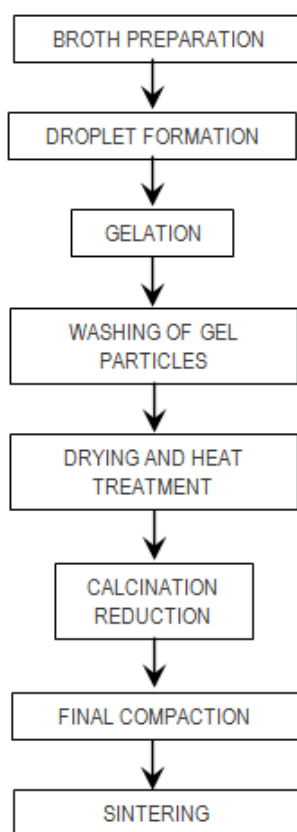 BROTH PREPARATION
DROPLET FORMATION
GELATION
WASHING OF GEL
PARTICLES
DRYING AND HEAT
TREATMENT
CALCINATION
REDUCTION
FINAL COMPACTION
SINTERING